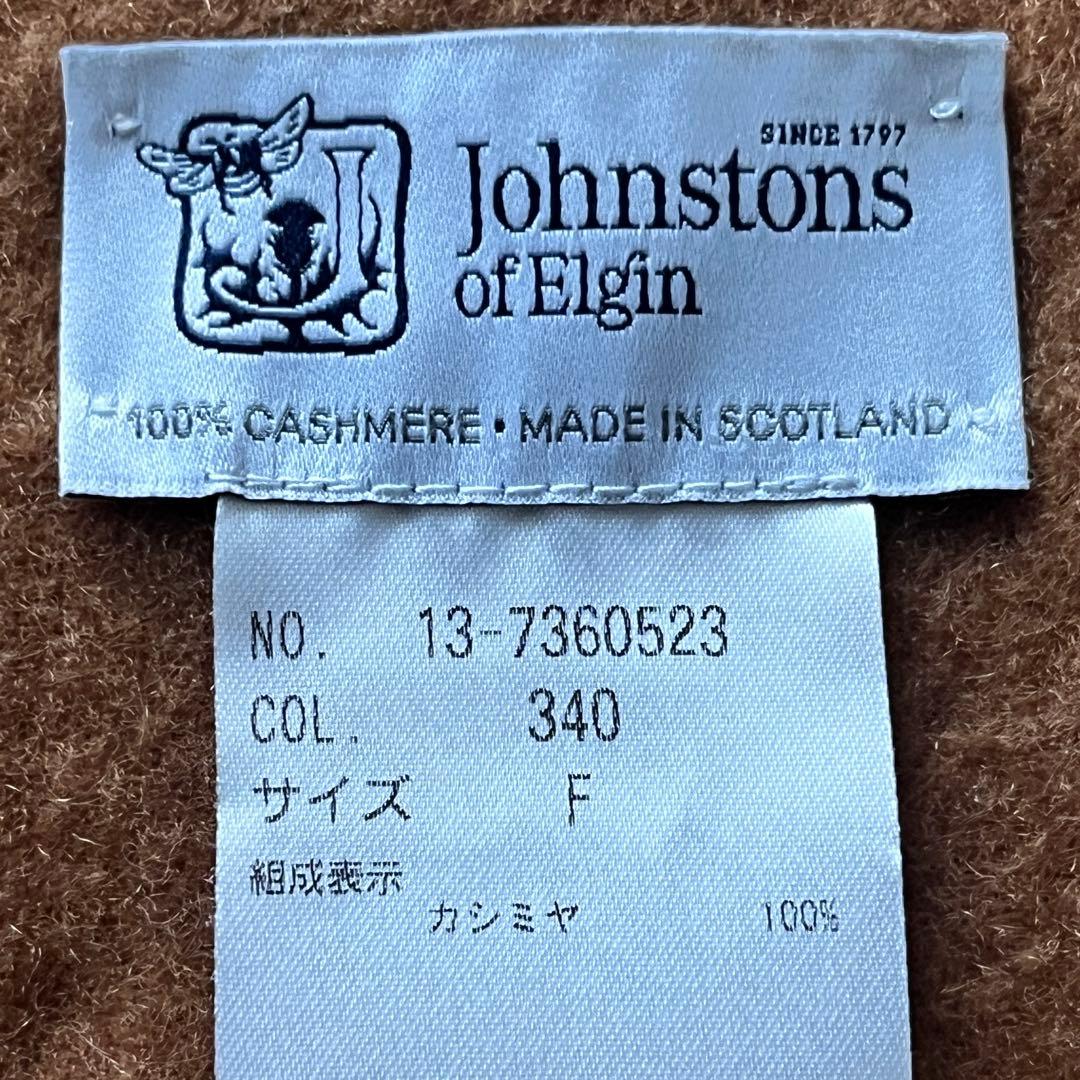 SINCE 1797
Johnstons
of Elgin
100% CASHMERE • MADE IN SCOTLAND
NO. 13-7360523
COL. 340
サイズ F
組成表示
カシミヤ 100%